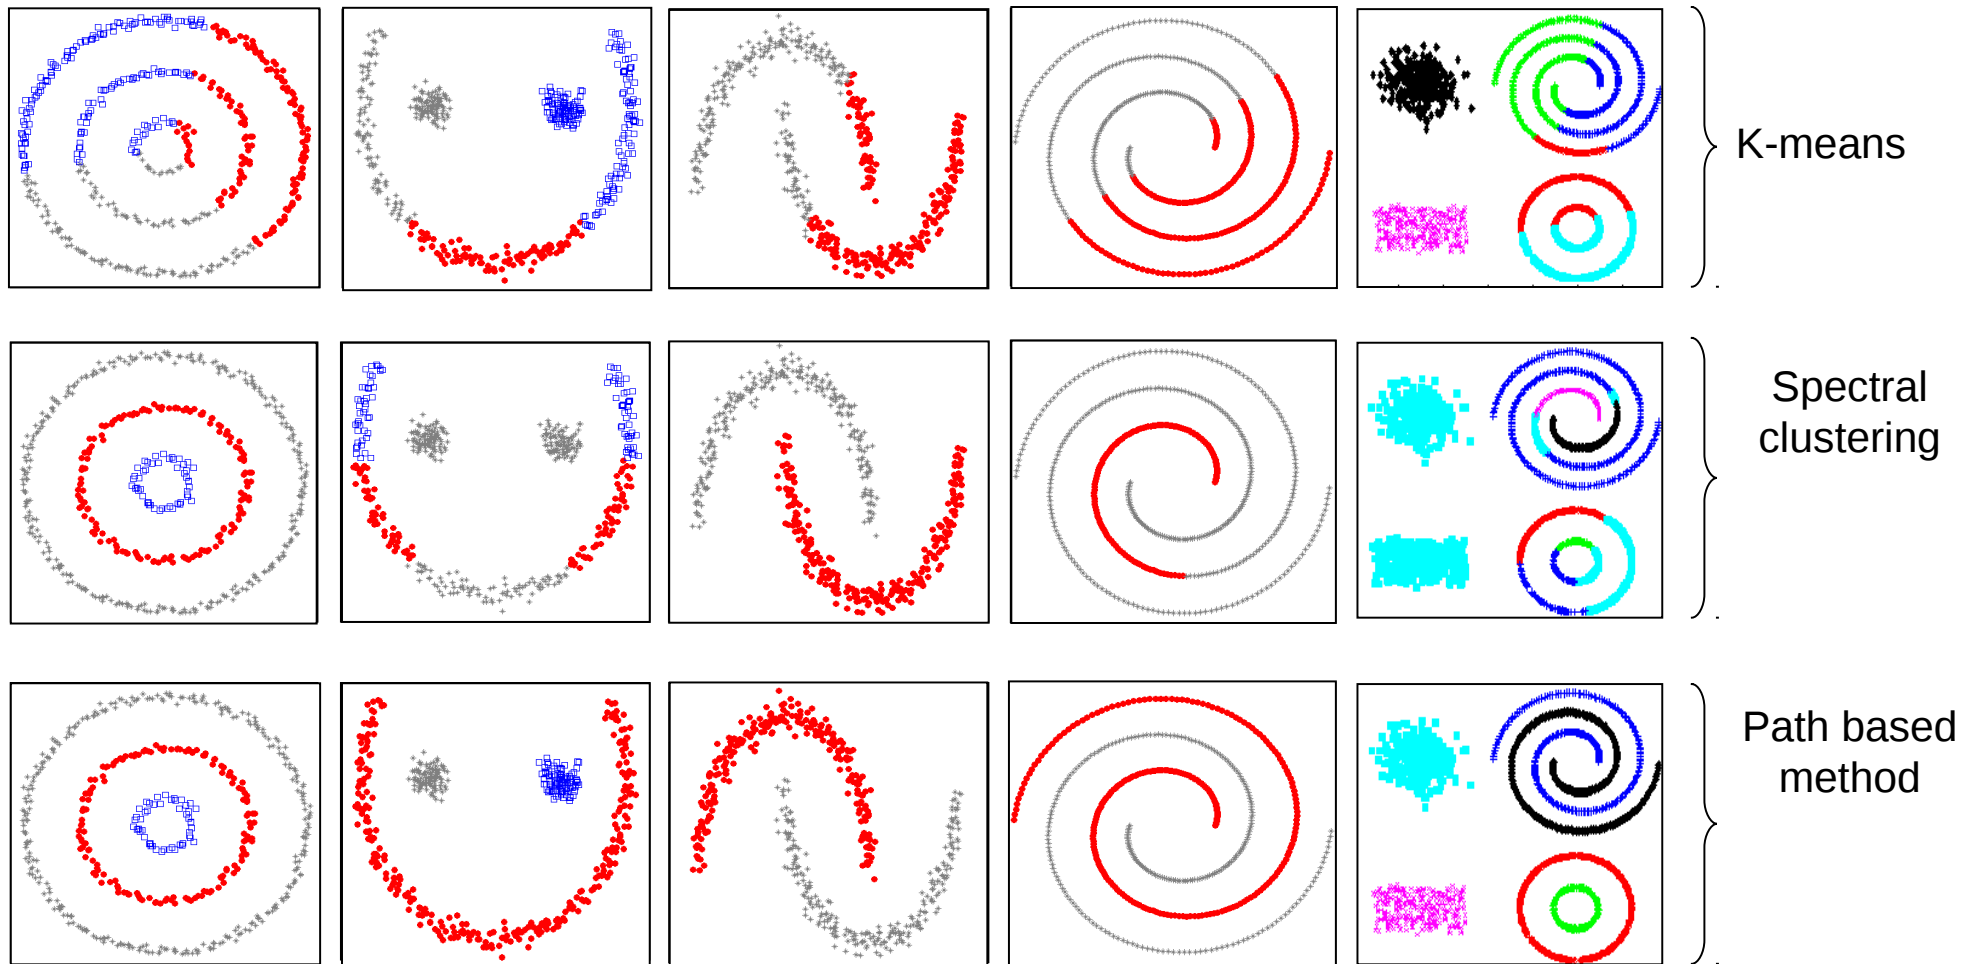 K-means
Spectral
clustering
Path based
method